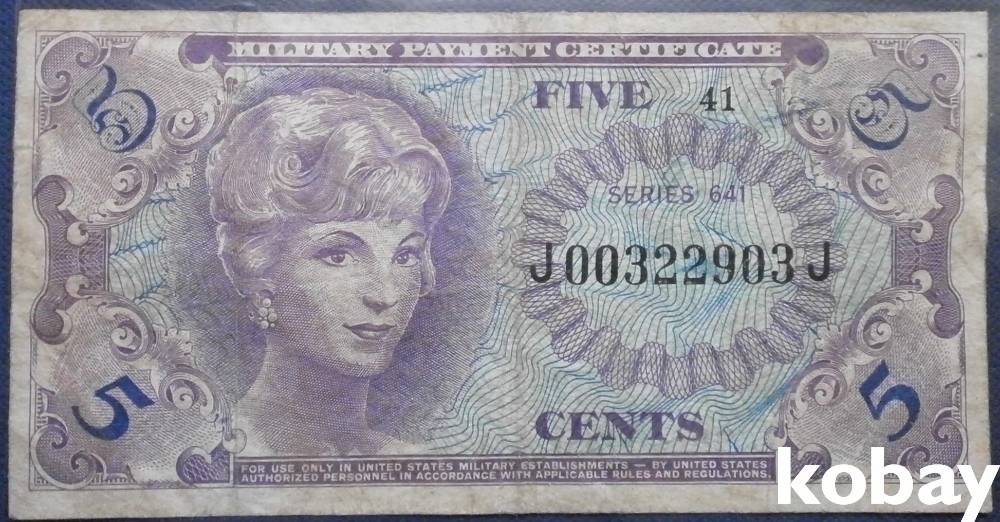 MILITARY PAYMENT CERTIFICATE
5
5
FIVE 41
SERIES 641
J00322903J
5
5
CENTS
FOR USE ONLY IN UNITED STATES MILITARY ESTABLISHMENTS — BY UNITED STATES
AUTHORIZED PERSONNEL IN ACCORDANCE WITH APPLICABLE RULES AND REGULATIONS.
kobay